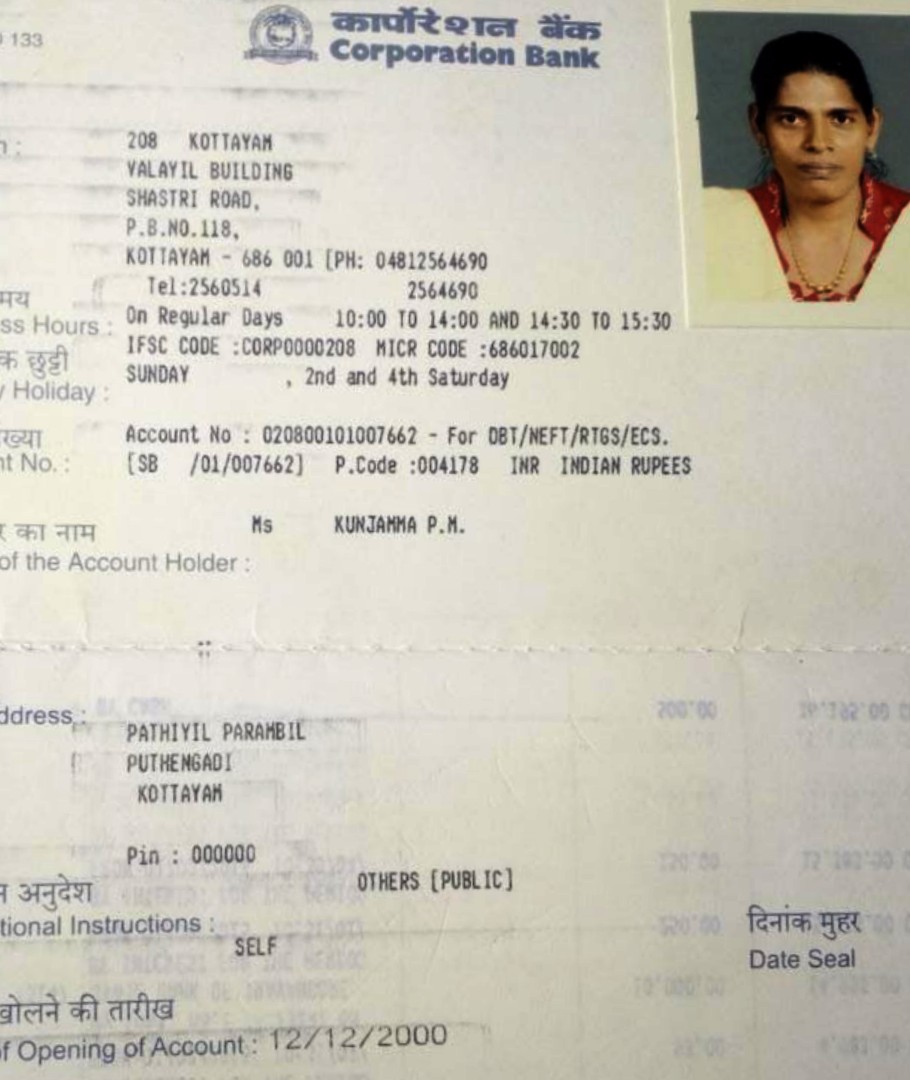 133
कार्पोरेशन बैंक
Corporation Bank
208 KOTTAYAM
VALAYIL BUILDING
SHASTRI ROAD,
P.B.NO.118,
KOTTAYAM - 686 001 [PH: 04812564690
Tel:2560514 2564690
मय
ss Hours : On Regular Days 10:00 TO 14:00 AND 14:30 TO 15:30
IFSC CODE :CORP0000208 MICR CODE :686017002
क छुट्टी
y Holiday : SUNDAY , 2nd and 4th Saturday
ख्या
Account No : 020800101007662 - For DBT/NEFT/RTGS/ECS.
nt No. : [SB /01/007662] P.Code :004178 INR INDIAN RUPEES
र का नाम
Ms KUNJAMMA P.M.
of the Account Holder :
ddress :
PATHIYIL PARAMBIL
PUTHENGADI
KOTTAYAM
Pin : 000000
OTHERS [PUBLIC]
अनुदेश
tional Instructions :
SELF
दिनांक मुहर
Date Seal
खोलने की तारीख
of Opening of Account : 12/12/2000